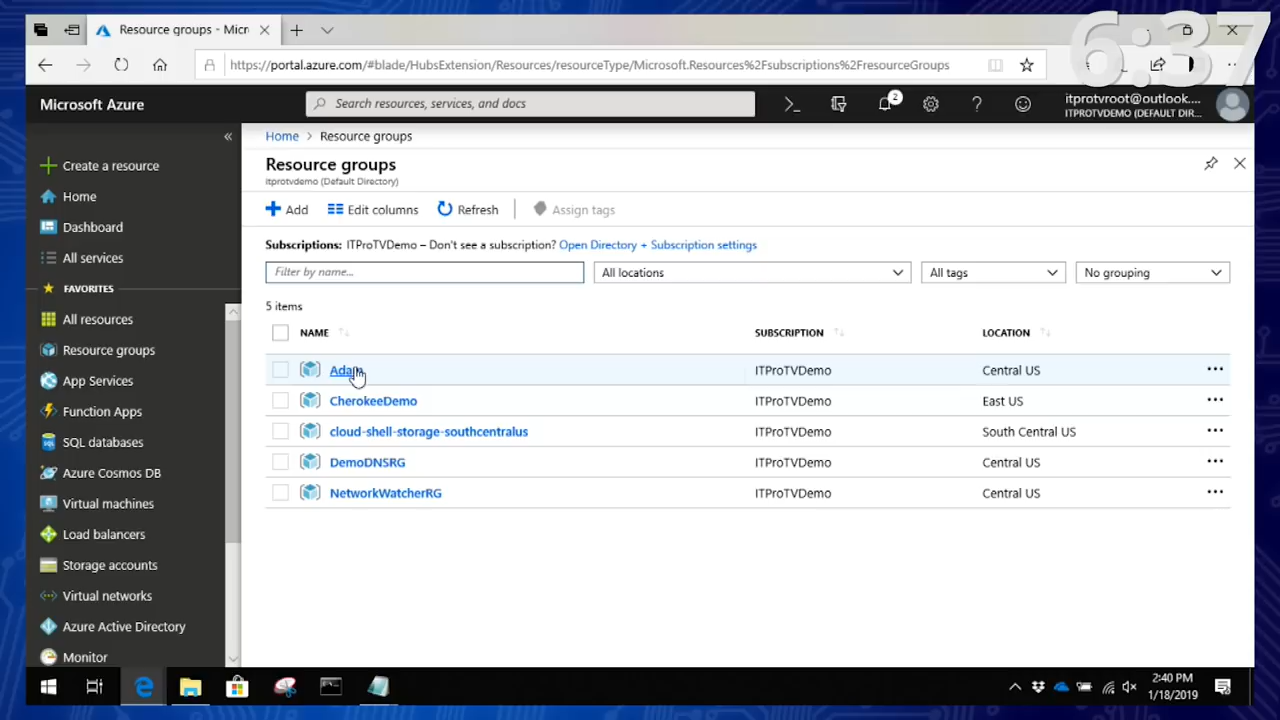 6:37
Resource groups - Micr
https://portal.azure.com/#blade/HubsExtension/Resources/resourceType/Microsoft.Resources%2Fsubscriptions%2FresourceGroups
Microsoft Azure
Search resources, services, and docs
2
itprotvroot@outlook....
ITPROTVDEMO (DEFAULT DIR...
Home > Resource groups
Create a resource
Home
Dashboard
All services
FAVORITES
All resources
Resource groups
App Services
Function Apps
SQL databases
Azure Cosmos DB
Virtual machines
Load balancers
Storage accounts
Virtual networks
Azure Active Directory
Monitor
Resource groups
itprotvdemo (Default Directory)
Add Edit columns Refresh Assign tags
Subscriptions: ITProTVDemo – Don't see a subscription? Open Directory + Subscription settings
Filter by name... All locations All tags No grouping
5 items
NAME SUBSCRIPTION LOCATION
ITProTVDemo Central US
CherokeeDemo ITProTVDemo East US
cloud-shell-storage-southcentralus ITProTVDemo South Central US
DemoDNSRG ITProTVDemo Central US
NetworkWatcherRG ITProTVDemo Central US
2:40 PM
1/18/2019